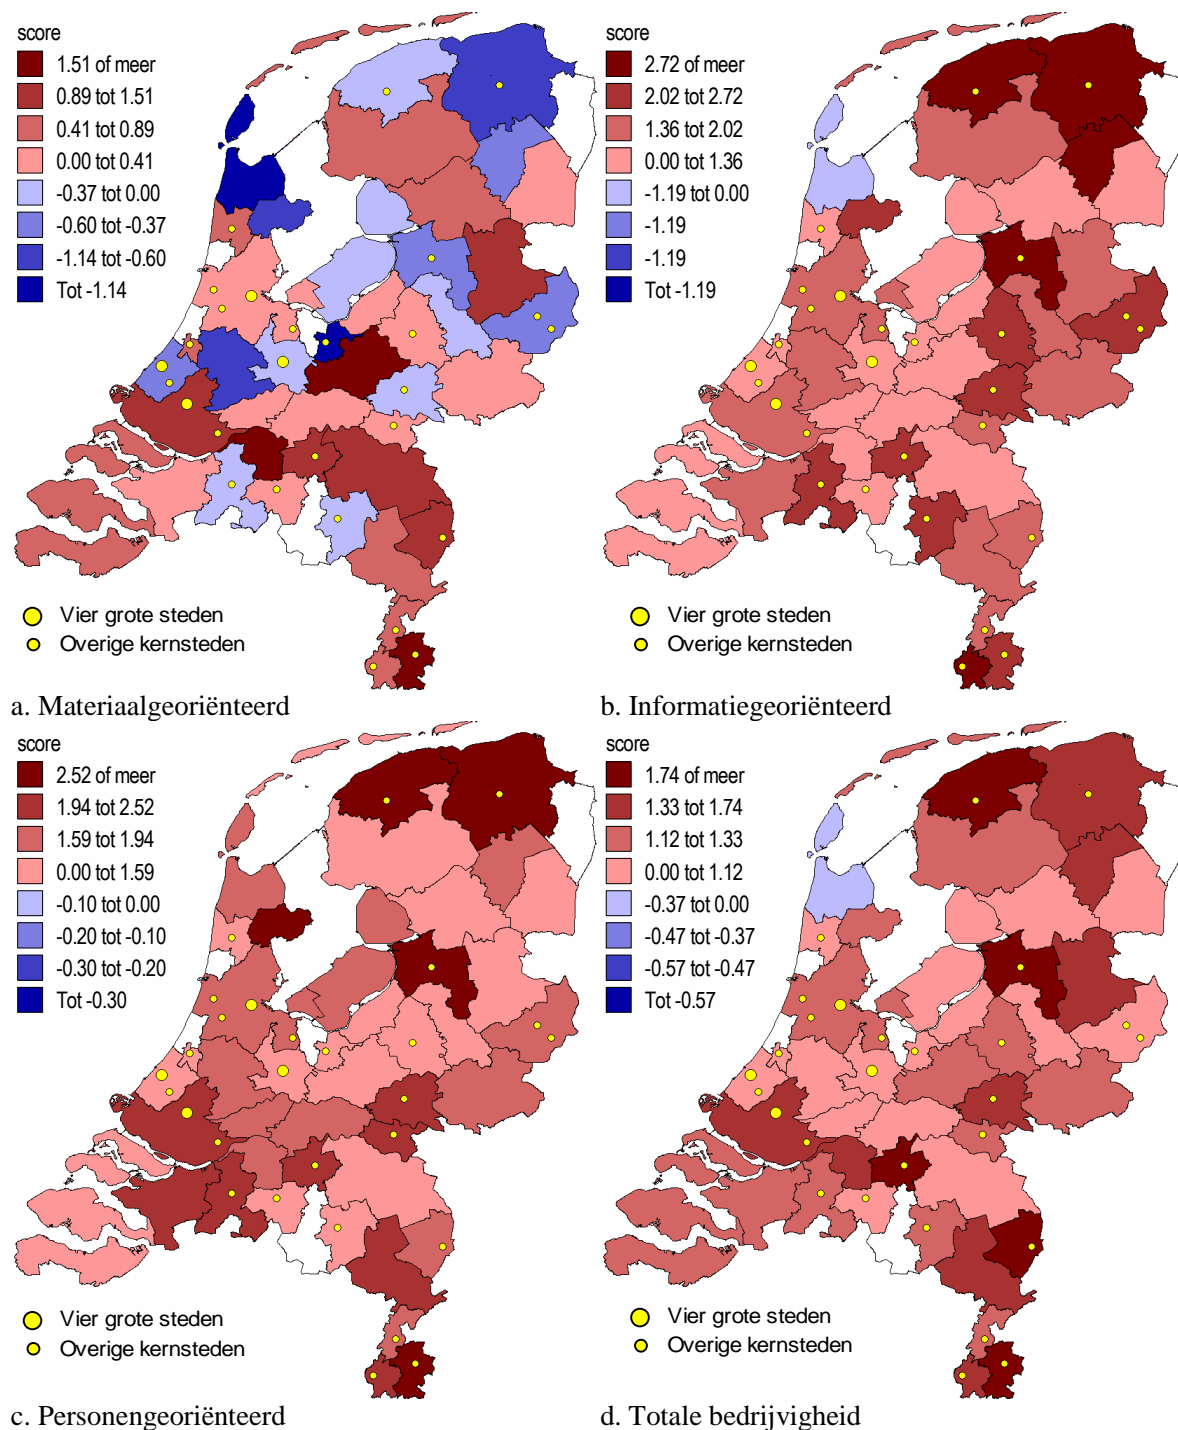 score
1.51 of meer
0.89 tot 1.51
0.41 tot 0.89
0.00 tot 0.41
-0.37 tot 0.00
-0.60 tot -0.37
-1.14 tot -0.60
Tot -1.14
Vier grote steden
Overige kernsteden
a. Materiaalgeoriënteerd
score
2.72 of meer
2.02 tot 2.72
1.36 tot 2.02
0.00 tot 1.36
-1.19 tot 0.00
-1.19
-1.19
Tot -1.19
Vier grote steden
Overige kernsteden
b. Informatiegeoriënteerd
score
2.52 of meer
1.94 tot 2.52
1.59 tot 1.94
0.00 tot 1.59
-0.10 tot 0.00
-0.20 tot -0.10
-0.30 tot -0.20
Tot -0.30
Vier grote steden
Overige kernsteden
c. Personengeoriënteerd
score
1.74 of meer
1.33 tot 1.74
1.12 tot 1.33
0.00 tot 1.12
-0.37 tot 0.00
-0.47 tot -0.37
-0.57 tot -0.47
Tot -0.57
Vier grote steden
Overige kernsteden
d. Totale bedrijvigheid